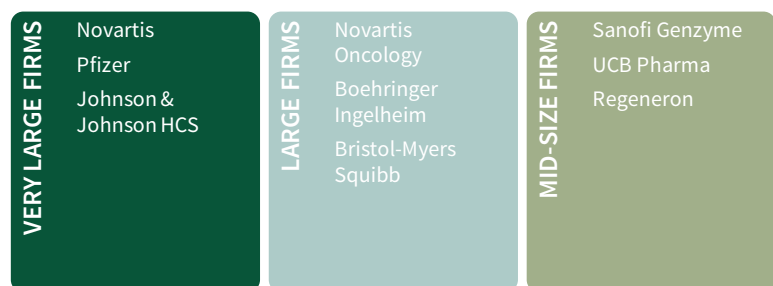 VERY LARGE FIRMS
Novartis
Pfizer
Johnson &
Johnson HCS
LARGE FIRMS
Novartis
Oncology
Boehringer
Ingelheim
Bristol-Myers
Squibb
MID-SIZE FIRMS
Sanofi Genzyme
UCB Pharma
Regeneron